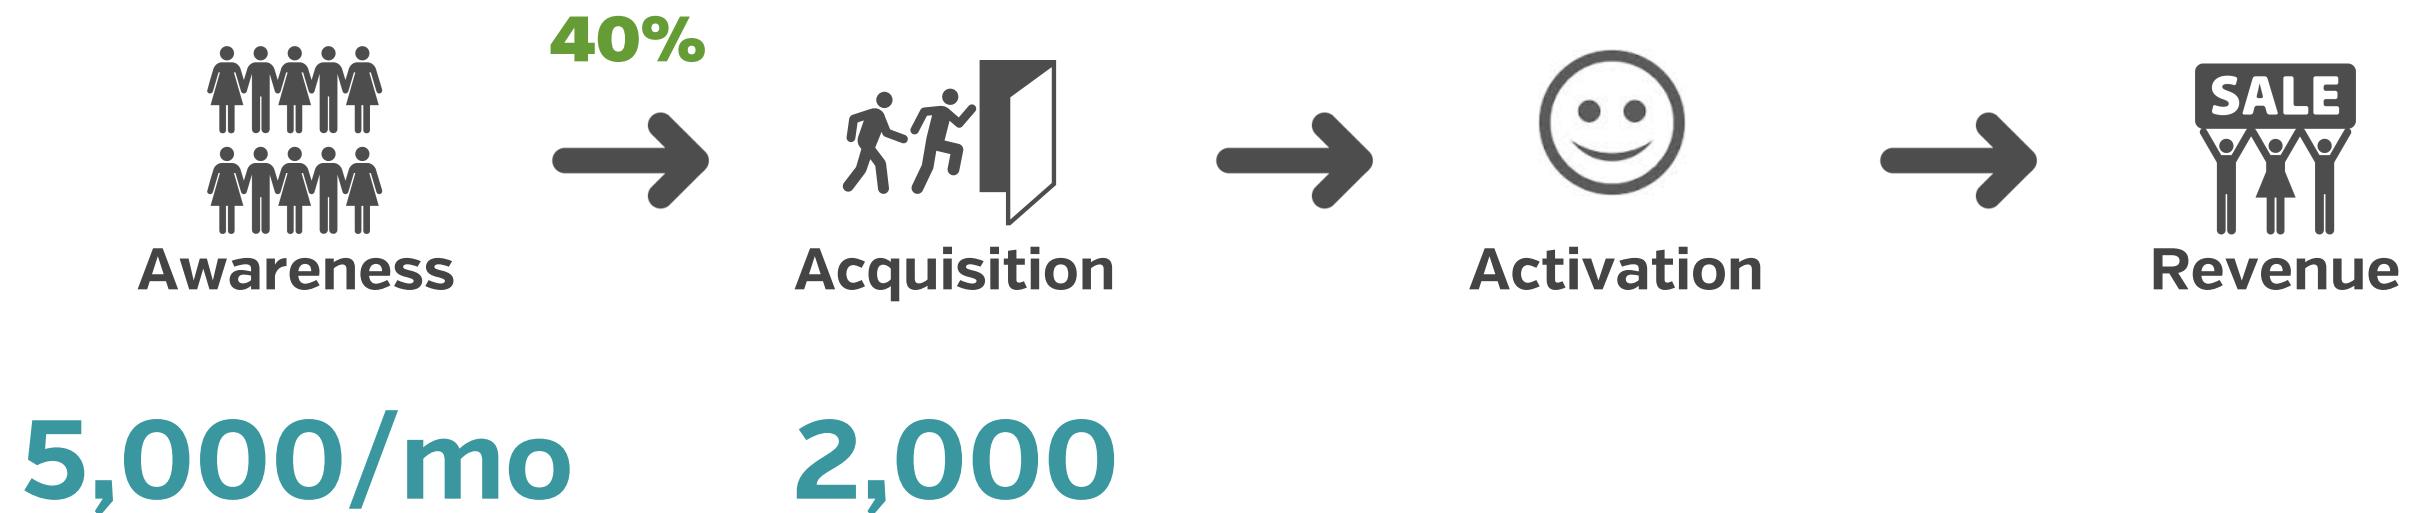 40%
SALE
Awareness
Acquisition
Activation
Revenue
5,000/mo
2,000